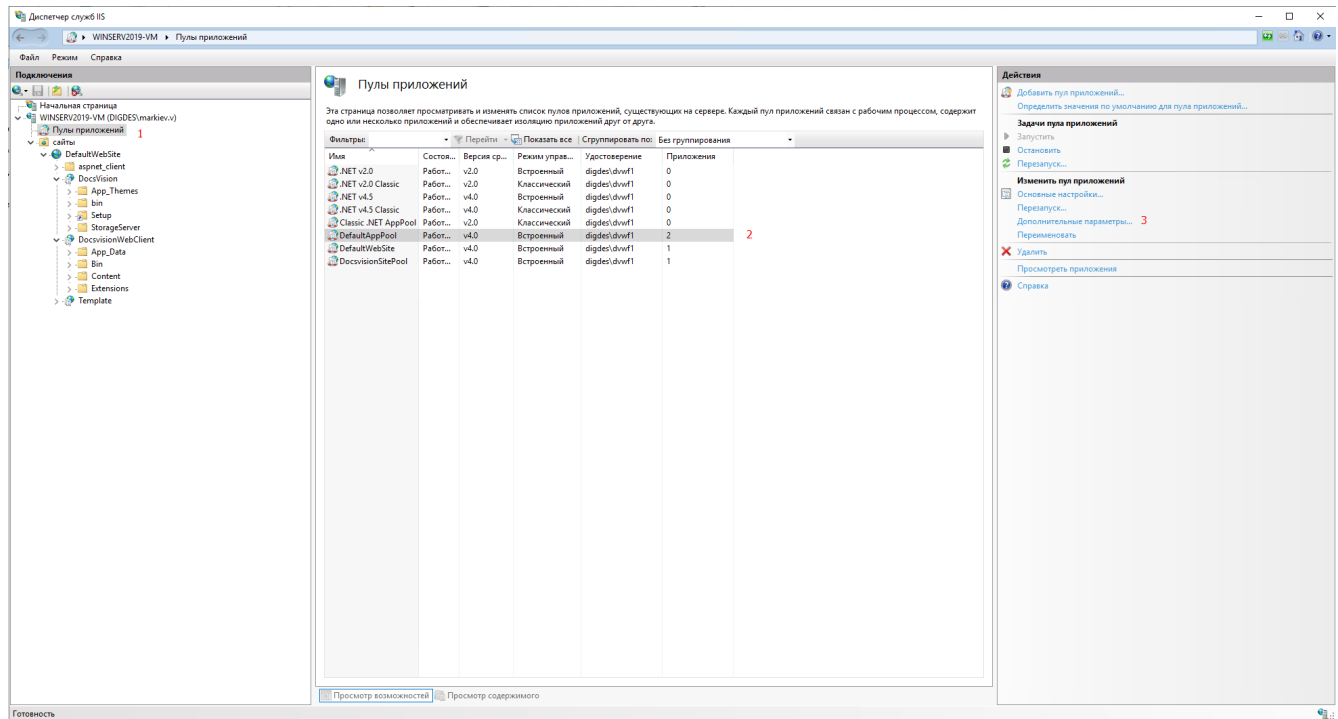 Диспетчер служб IIS
WINSERV2019-VM
Пулы приложений
Файл Режим Справка
Подключения
Начальная страница
WINSERV2019-VM (DIGDES\markiev.v)
Пулы приложений 1
сайты
DefaultWebSite
aspnet_client
DocsVision
App_Themes
bin
Setup
StorageServer
DocsvisionWebClient
App_Data
Bin
Content
Extensions
Template
Пулы приложений
Эта страница позволяет просматривать и изменять список пулов приложений, существующих на сервере. Каждый пул приложений связан с рабочим процессом, содержит
одно или несколько приложений и обеспечивает изоляцию приложений друг от друга.
Фильтры: Перейти Показать все Сгруппировать по: Без группирования
Имя Состоя... Версия ср... Режим управ... Удостоверение Приложения
.NET v2.0 Работ... v2.0 Встроенный digdes\dvwf1 0
.NET v2.0 Classic Работ... v2.0 Классический digdes\dvwf1 0
.NET v4.5 Работ... v4.0 Встроенный digdes\dvwf1 0
.NET v4.5 Classic Работ... v4.0 Классический digdes\dvwf1 0
Classic .NET AppPool Работ... v2.0 Классический digdes\dvwf1 0
DefaultAppPool Работ... v4.0 Встроенный digdes\dvwf1 2 2
DefaultWebSite Работ... v4.0 Встроенный digdes\dvwf1 1
DocsvisionSitePool Работ... v4.0 Встроенный digdes\dvwf1 1
Просмотр возможностей Просмотр содержимого
Действия
Добавить пул приложений...
Определить значения по умолчанию для пула приложений...
Задачи пула приложений
Запустить
Остановить
Перезапуск...
Изменить пул приложений
Основные настройки...
Перезапуск...
Дополнительные параметры... 3
Переименовать
Удалить
Просмотреть приложения
Справка
Готовность